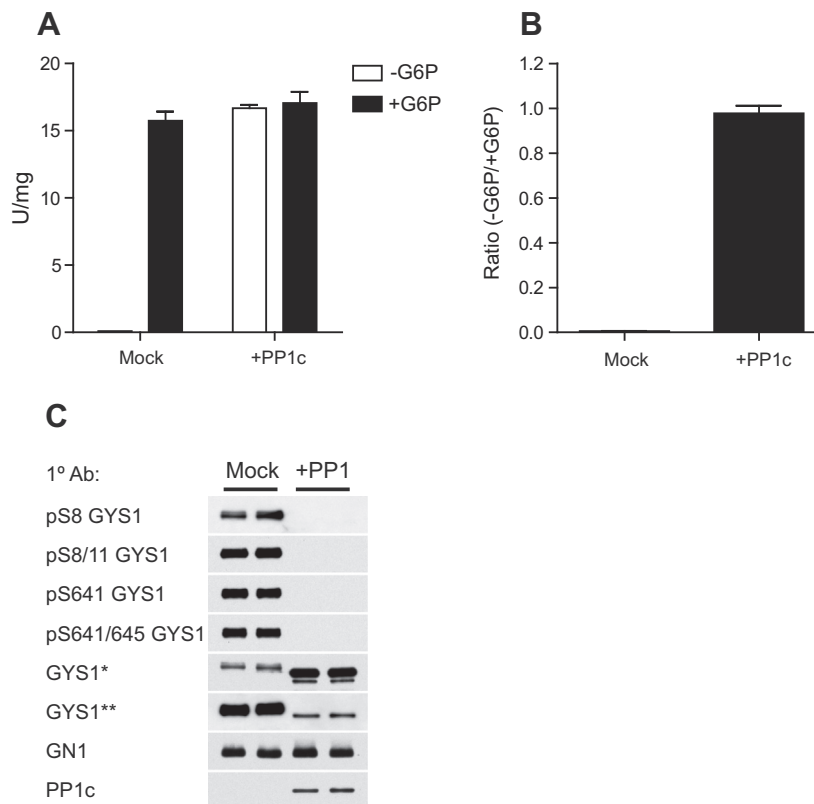 A
20
15
10
5
0
U/mg
Mock
+PP1c
-G6P
+G6P
B
1.2
1.0
0.8
0.6
0.4
0.2
0.0
Ratio (-G6P/+G6P)
Mock
+PP1c
C
1º Ab: Mock +PP1
pS8 GYS1
pS8/11 GYS1
pS641 GYS1
pS641/645 GYS1
GYS1*
GYS1**
GN1
PP1c